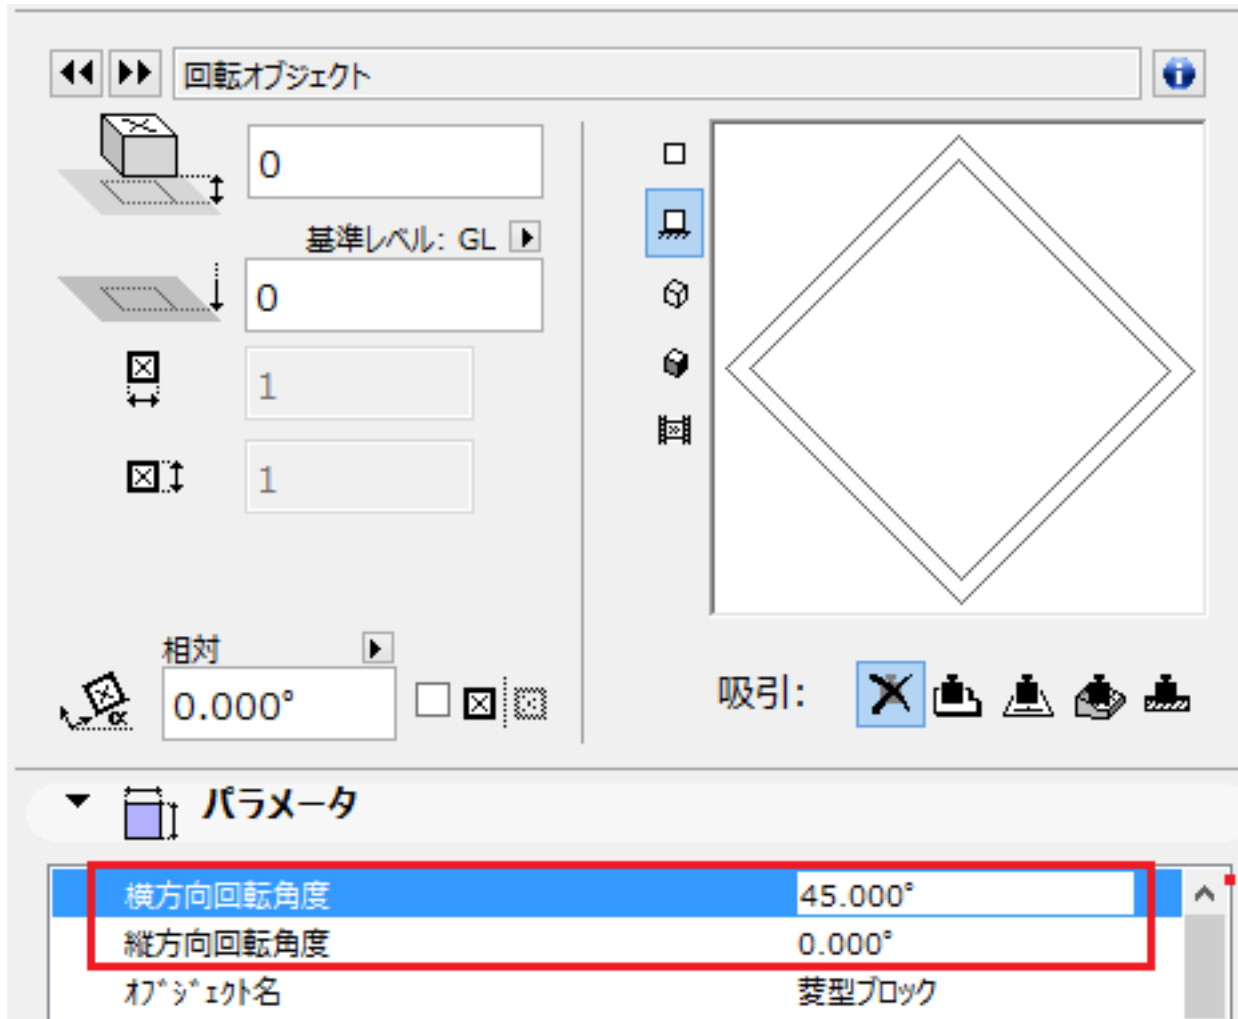 回転オブジェクト
0
基準レベル: GL
0
1
1
相対
0.000°
α
吸引:
パラメータ
横方向回転角度 45.000°
縦方向回転角度 0.000°
ｵﾌﾞｼﾞｪｸﾄ名 菱型ブロック